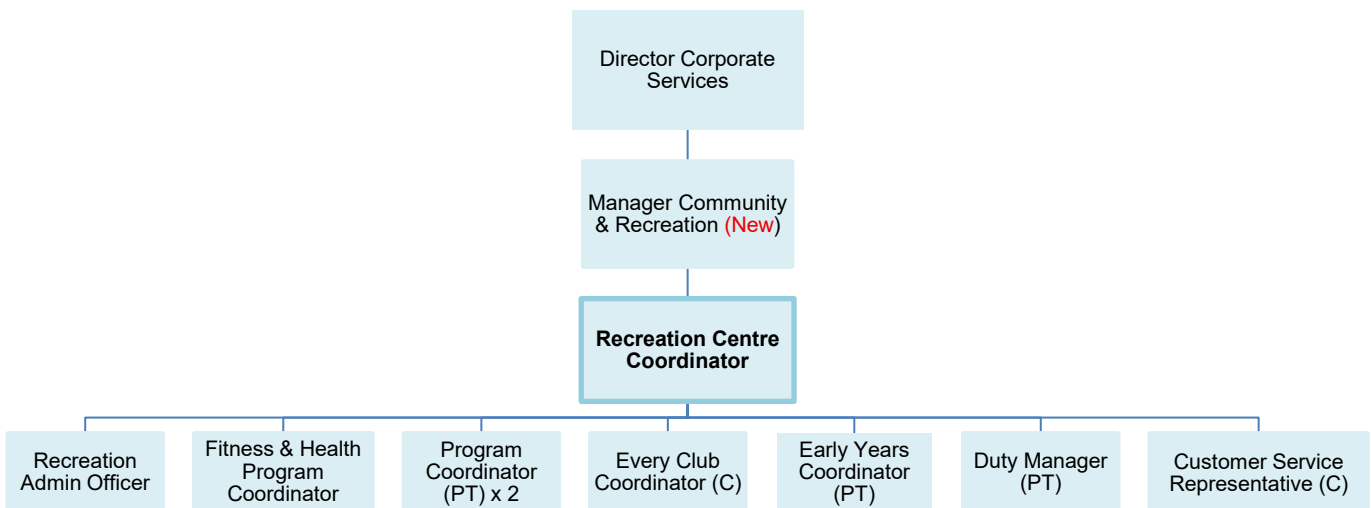 Director Corporate
Services
Manager Community
& Recreation (New)
Recreation Centre
Coordinator
Recreation
Admin Officer
Fitness & Health
Program
Coordinator
Program
Coordinator
(PT) x 2
Every Club
Coordinator (C)
Early Years
Coordinator
(PT)
Duty Manager
(PT)
Customer Service
Representative (C)